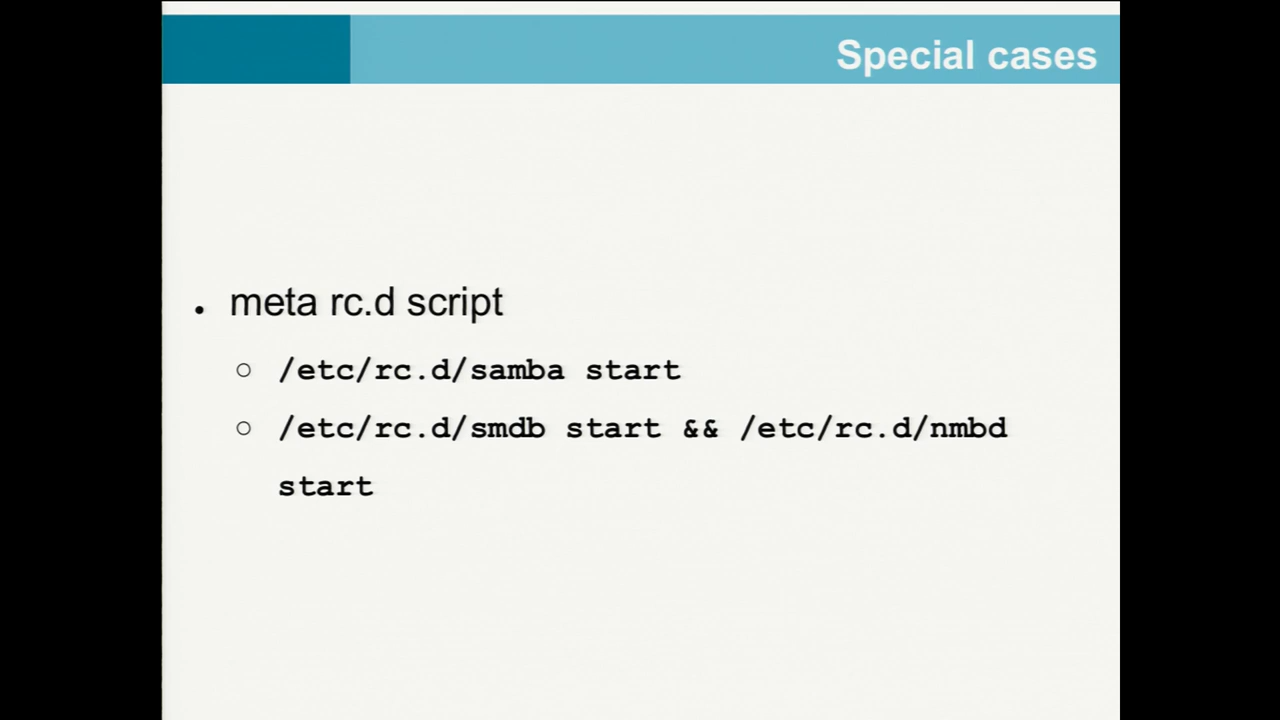 Special cases
• meta rc.d script
○ /etc/rc.d/samba start
○ /etc/rc.d/smdb start && /etc/rc.d/nmbd
start